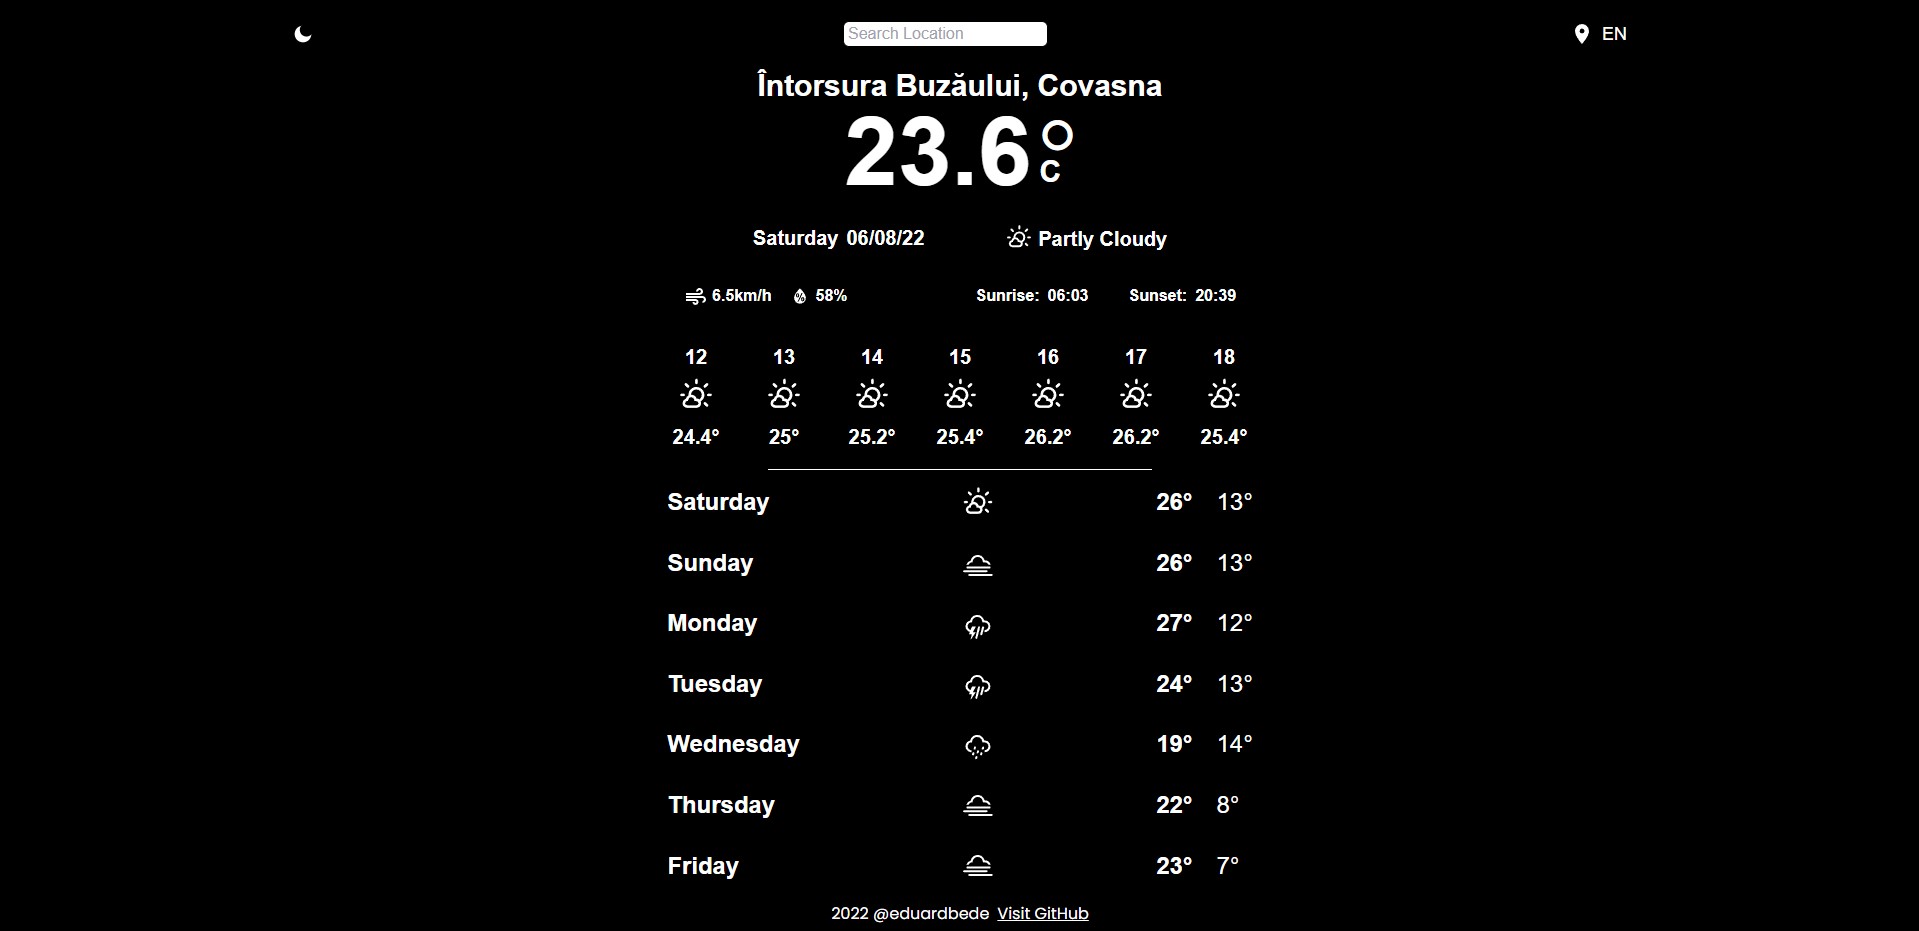 Search Location
EN
Întorsura Buzăului, Covasna
23.6°
C
Saturday 06/08/22 Partly Cloudy
6.5km/h 58% Sunrise: 06:03 Sunset: 20:39
12 13 14 15 16 17 18
24.4° 25° 25.2° 25.4° 26.2° 26.2° 25.4°
Saturday 26° 13°
Sunday 26° 13°
Monday 27° 12°
Tuesday 24° 13°
Wednesday 19° 14°
Thursday 22° 8°
Friday 23° 7°
2022 @eduardbede Visit GitHub